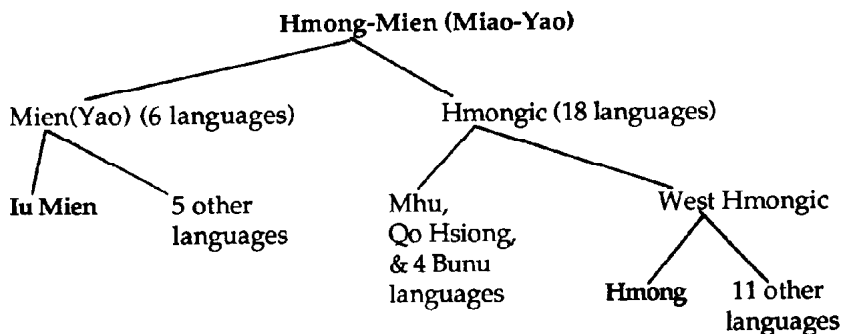 Hmong-Mien (Miao-Yao)
Mien(Yao) (6 languages)
Hmongic (18 languages)
Iu Mien
5 other
languages
Mhu,
Qo Hsiong,
& 4 Bunu
languages
West Hmongic
Hmong
11 other
languages